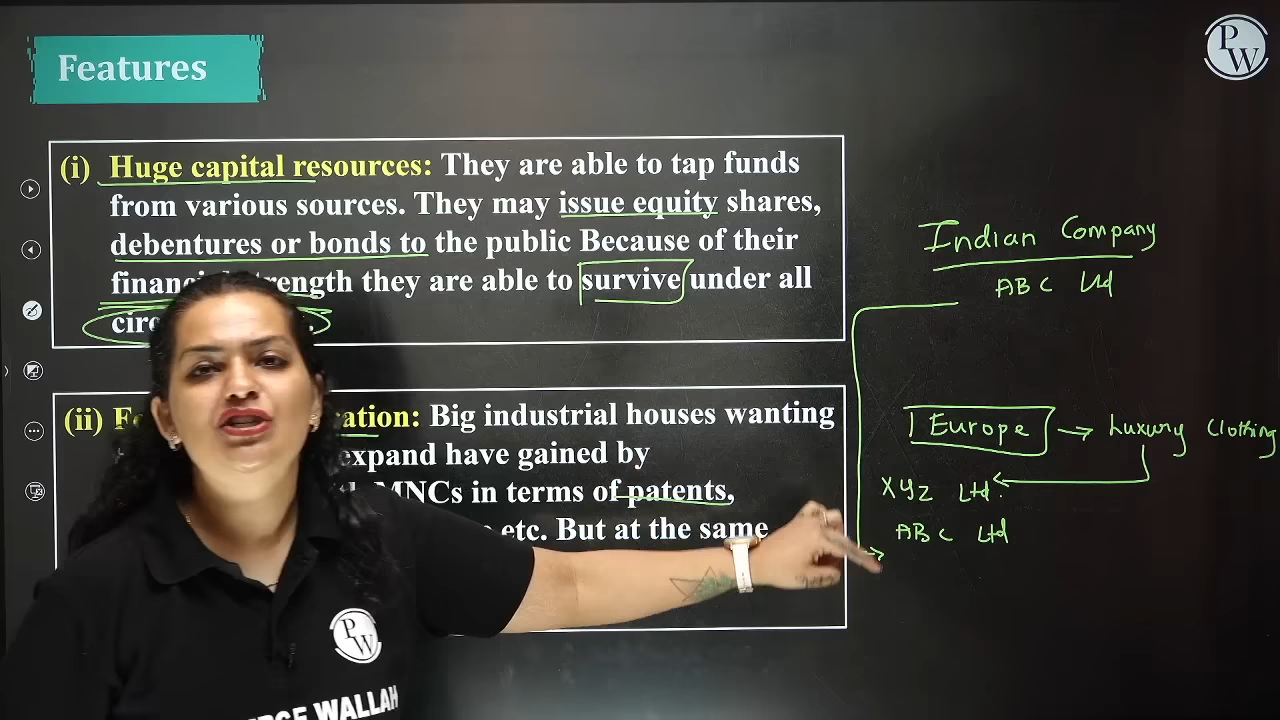 Features
PW
(i) Huge capital resources: They are able to tap funds
from various sources. They may issue equity shares,
debentures or bonds to the public Because of their
strength they are able to survive under all
(ii) Big industrial houses wanting
expand have gained by
MNCs in terms of patents,
etc. But at the same
Indian Company
ABC Ltd
Europe → Luxury Clothing
XYZ Ltd.
ABC Ltd
PW
WALLAH